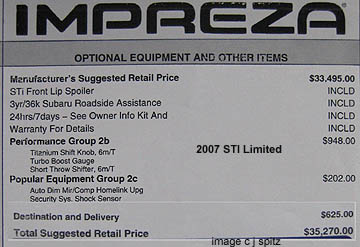 IMPREZA®
OPTIONAL EQUIPMENT AND OTHER ITEMS
Manufacturer's Suggested Retail Price $33,495.00
STi Front Lip Spoiler INCLD
3yr/36k Subaru Roadside Assistance INCLD
24hrs/7days – See Owner Info Kit And INCLD
Warranty For Details INCLD
Performance Group 2b $948.00
Titanium Shift Knob, 6m/T
Turbo Boost Gauge
Short Throw Shifter, 6m/T
2007 STI Limited
Popular Equipment Group 2c $202.00
Auto Dim Mir/Comp Homelink Upg
Security Sys. Shock Sensor
Destination and Delivery $625.00
Total Suggested Retail Price $35,270.00
image c j spitz